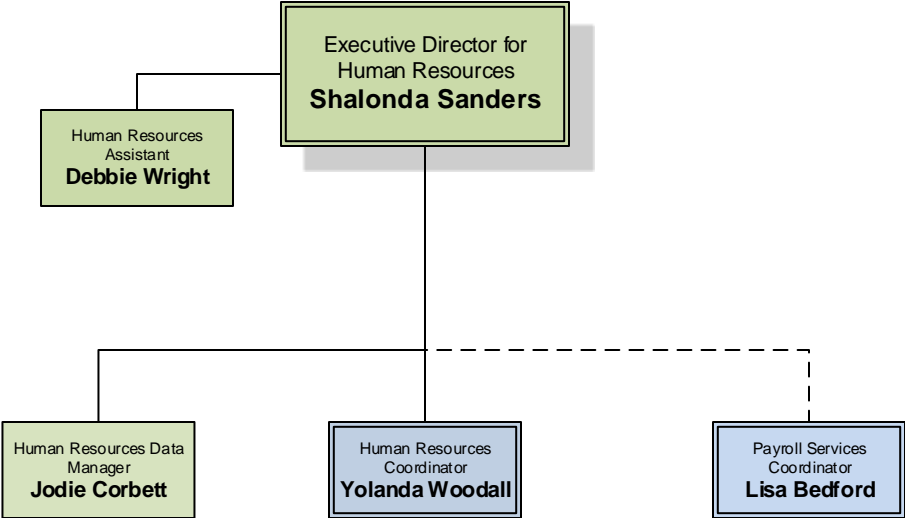 Executive Director for
Human Resources
Shalonda Sanders
Human Resources
Assistant
Debbie Wright
Human Resources Data
Manager
Jodie Corbett
Human Resources
Coordinator
Yolanda Woodall
Payroll Services
Coordinator
Lisa Bedford